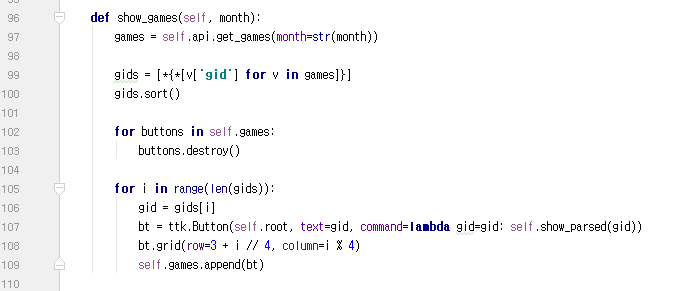 96 def show_games(self, month):
97 games = self.api.get_games(month=str(month))
98
99 gids = [*{*[v['gid'] for v in games]}]
100 gids.sort()
101
102 for buttons in self.games:
103 buttons.destroy()
104
105 for i in range(len(gids)):
106 gid = gids[i]
107 bt = ttk.Button(self.root, text=gid, command=lambda gid=gid: self.show_parsed(gid))
108 bt.grid(row=3 + i // 4, column=i % 4)
109 self.games.append(bt)
110